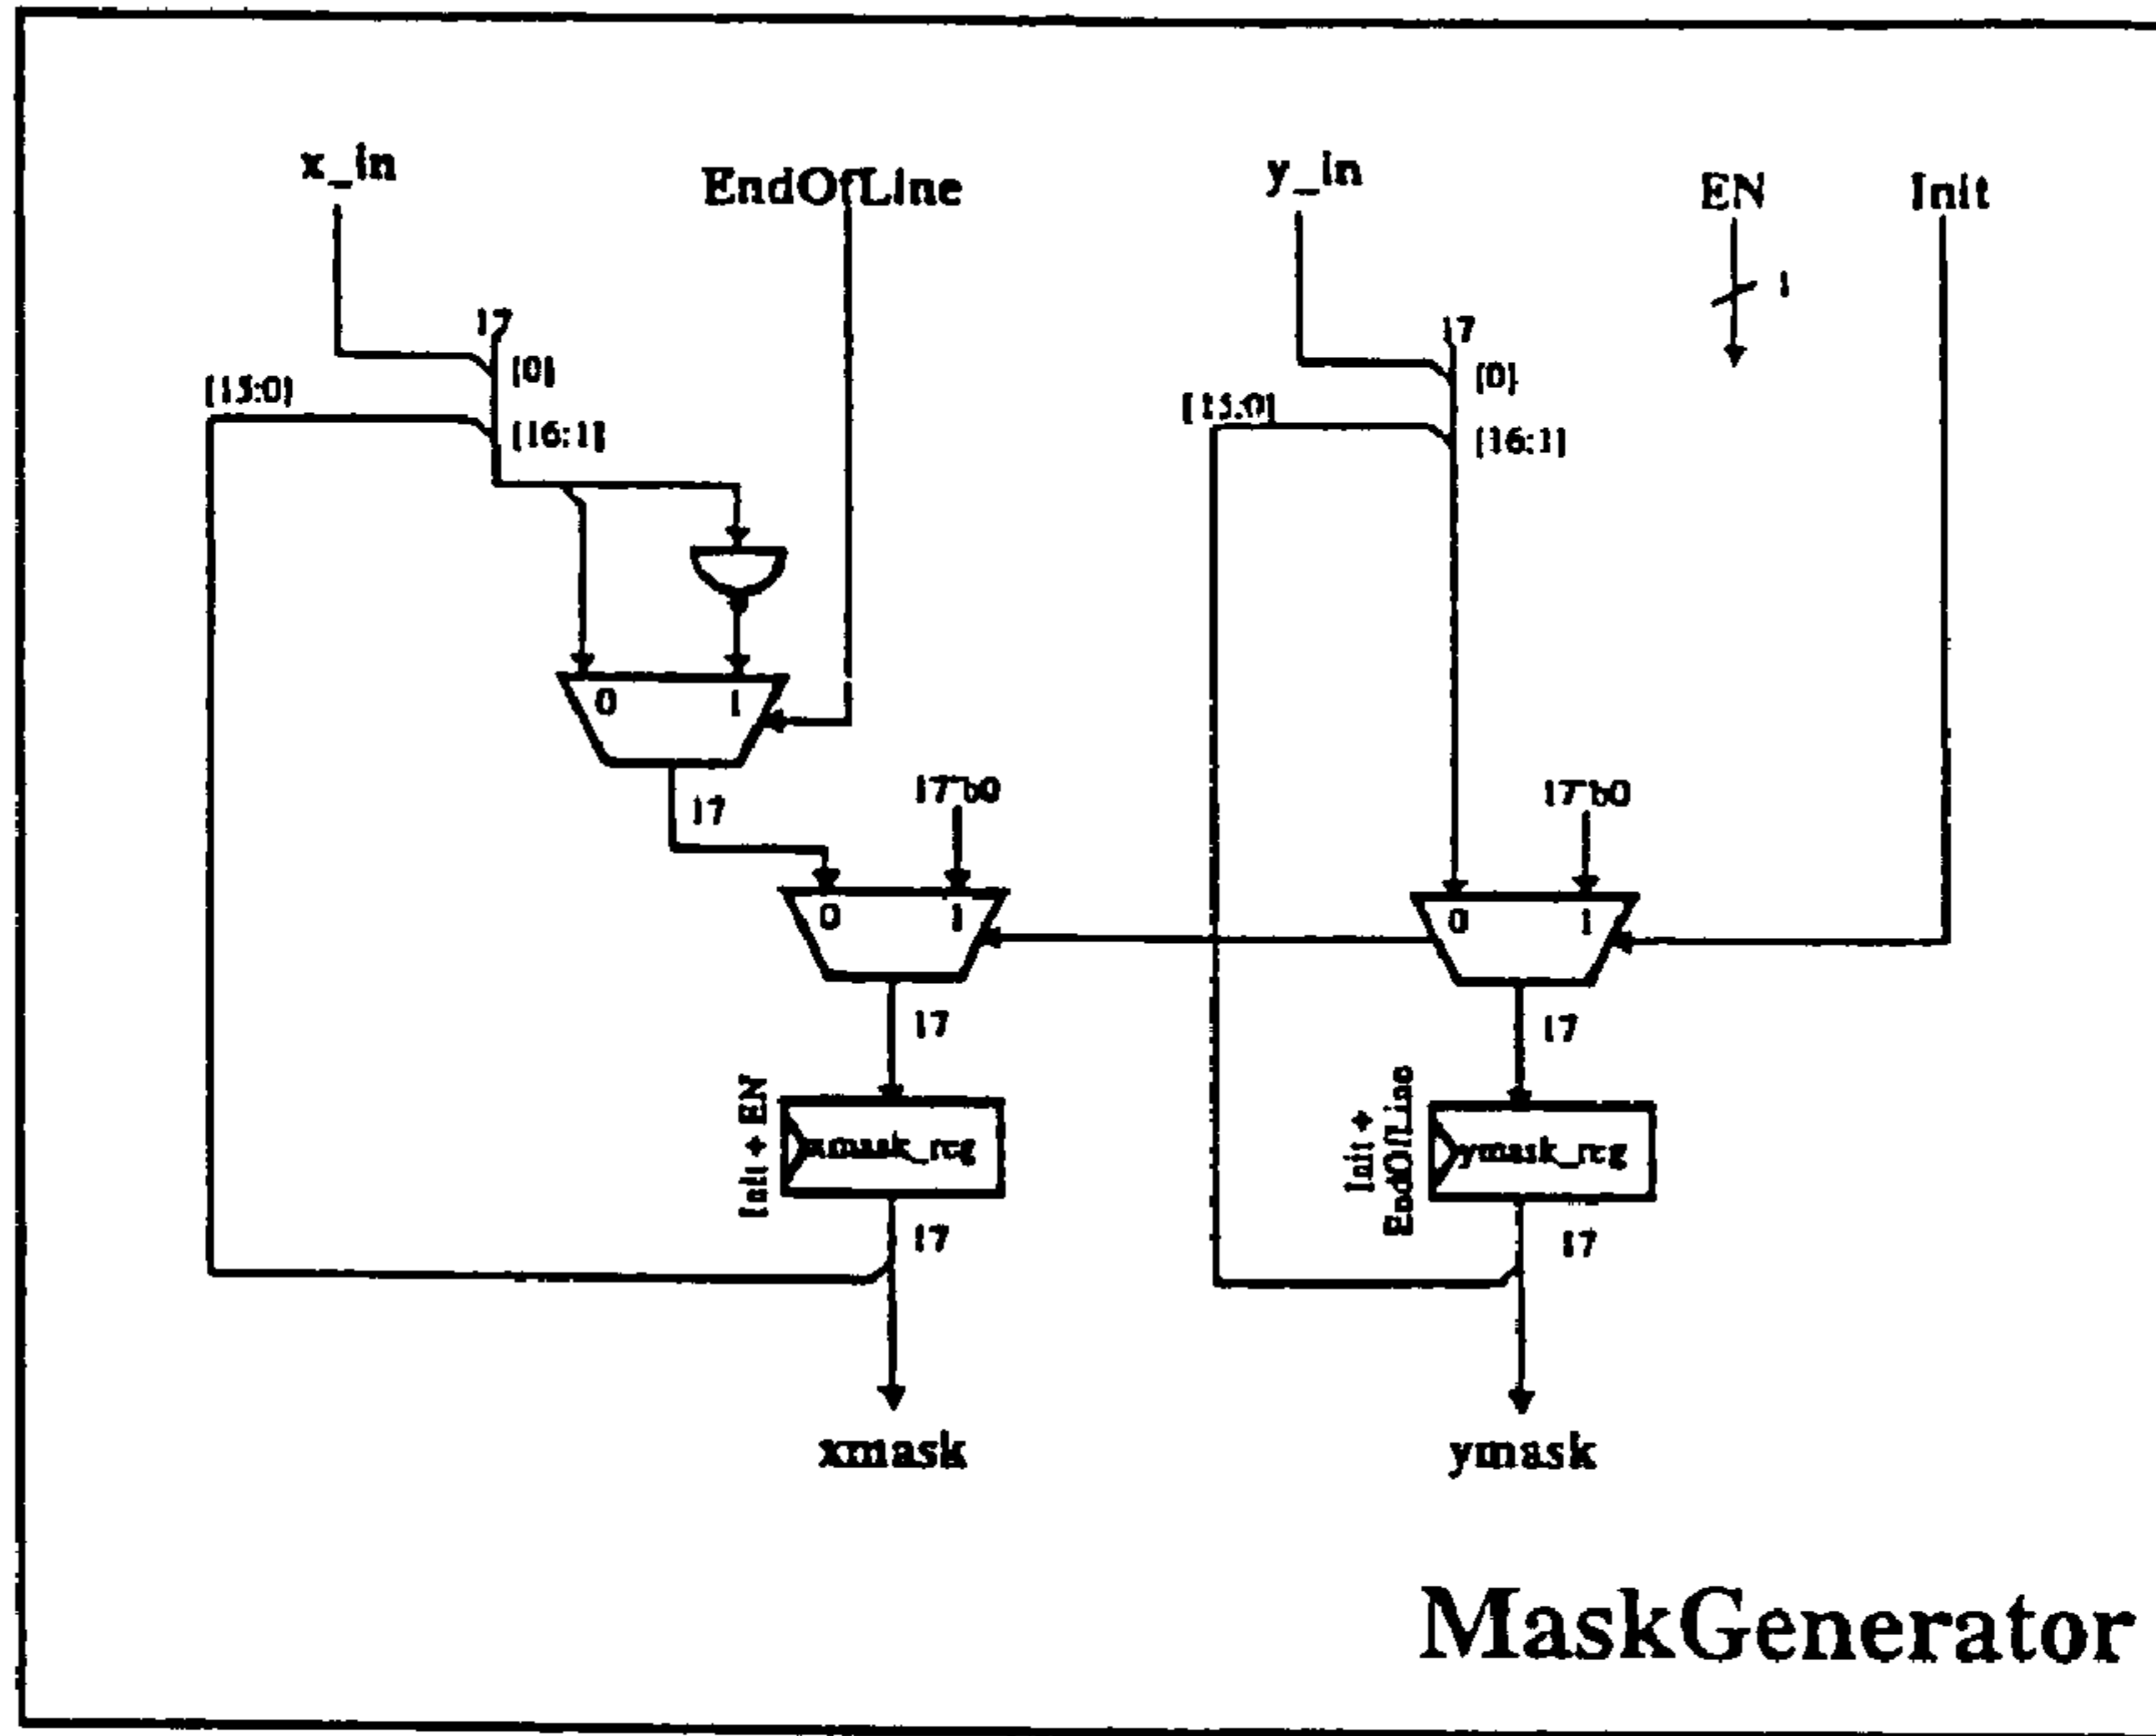 x_in
EndOfLine
y_in
EN
Init
1
17
[0]
[15:0]
[16:1]
17
[0]
[15:0]
[16:1]
0 1
17
17'b0
17'b0
0 1
0 1
17
17
Init + EN
xmask_reg
Init +
EndOfLine
ymask_reg
17
17
xmask
ymask
MaskGenerator